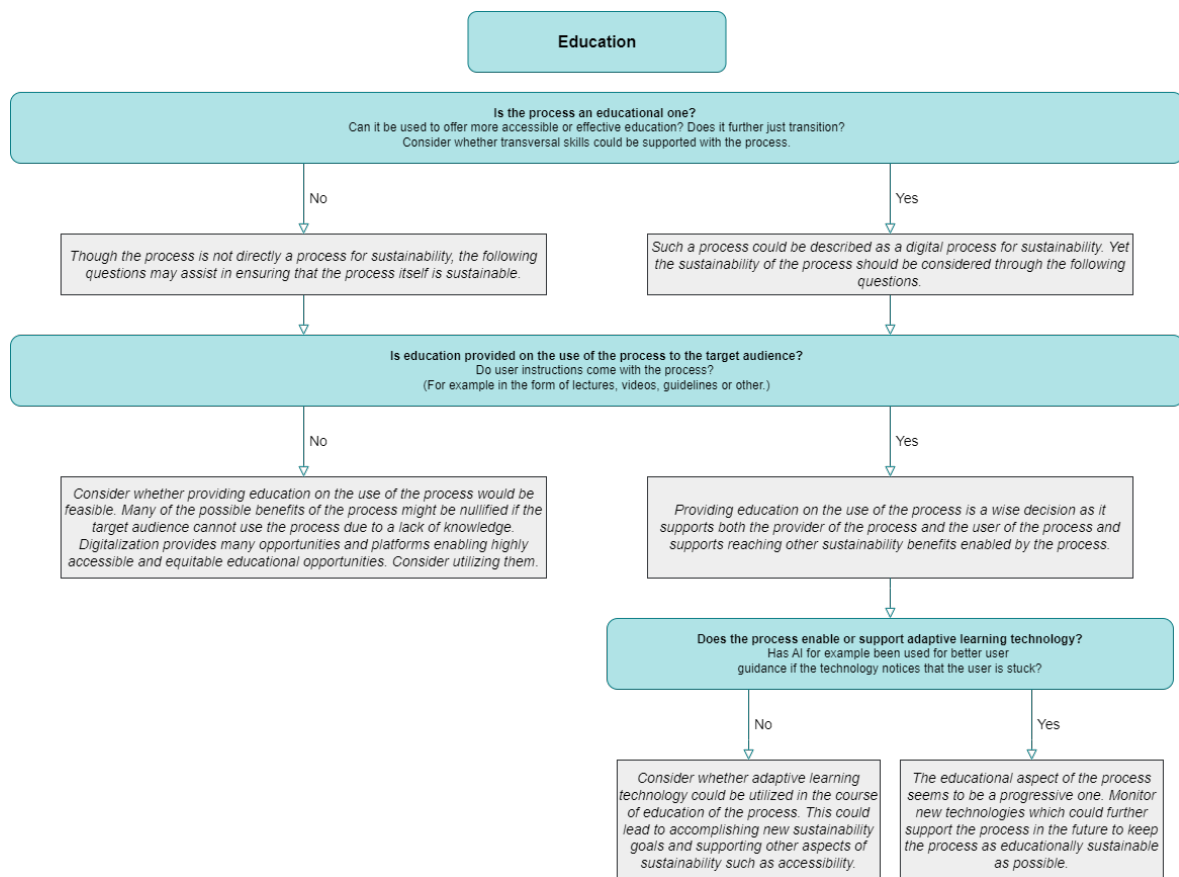 Education
Is the process an educational one?
Can it be used to offer more accessible or effective education? Does it further just transition?
Consider whether transversal skills could be supported with the process.
No
Yes
Though the process is not directly a process for sustainability, the following
questions may assist in ensuring that the process itself is sustainable.
Such a process could be described as a digital process for sustainability. Yet
the sustainability of the process should be considered through the following
questions.
Is education provided on the use of the process to the target audience?
Do user instructions come with the process?
(For example in the form of lectures, videos, guidelines or other.)
No
Yes
Consider whether providing education on the use of the process would be
feasible. Many of the possible benefits of the process might be nullified if the
target audience cannot use the process due to a lack of knowledge.
Digitalization provides many opportunities and platforms enabling highly
accessible and equitable educational opportunities. Consider utilizing them.
Providing education on the use of the process is a wise decision as it
supports both the provider of the process and the user of the process and
supports reaching other sustainability benefits enabled by the process.
Does the process enable or support adaptive learning technology?
Has AI for example been used for better user
guidance if the technology notices that the user is stuck?
No
Yes
Consider whether adaptive learning
technology could be utilized in the course
of education of the process. This could
lead to accomplishing new sustainability
goals and supporting other aspects of
sustainability such as accessibility.
The educational aspect of the process
seems to be a progressive one. Monitor
new technologies which could further
support the process in the future to keep
the process as educationally sustainable
as possible.